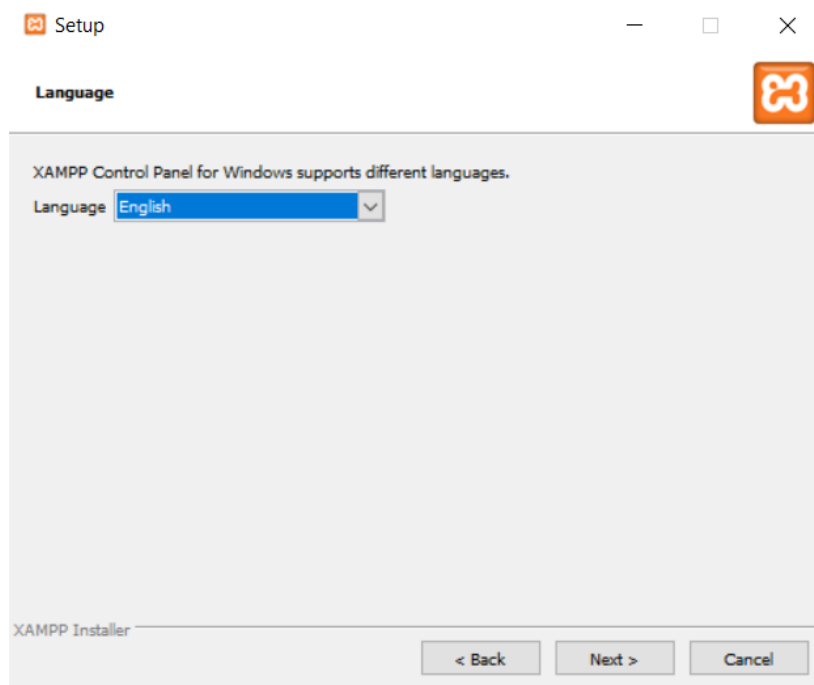 Setup
Language
XAMPP Control Panel for Windows supports different languages.
Language English
XAMPP Installer
< Back Next > Cancel